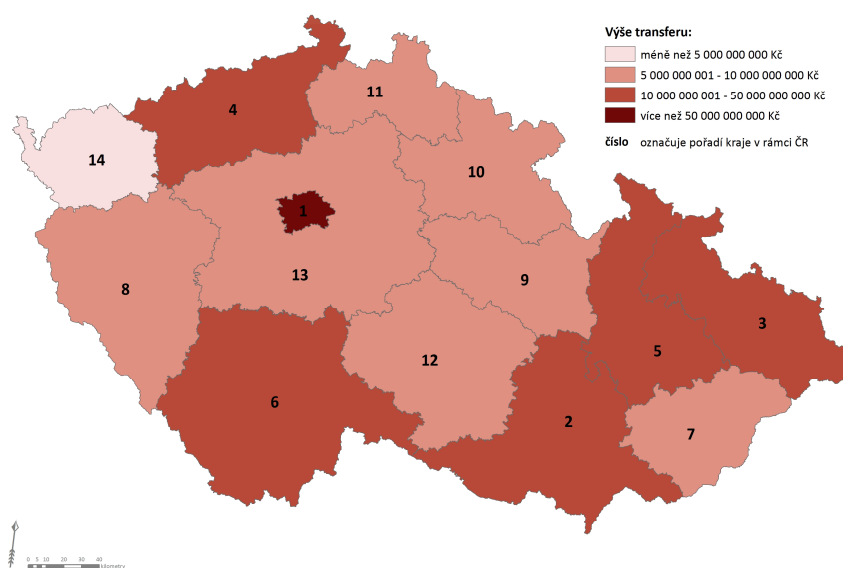 Výše transferu:
méně než 5 000 000 000 Kč
5 000 000 001 - 10 000 000 000 Kč
10 000 000 001 - 50 000 000 000 Kč
více než 50 000 000 000 Kč
číslo označuje pořadí kraje v rámci ČR
11
4
14
10
1
13
9
8
3
5
12
6
2
7
0 5 10 20 30 40
kilometry